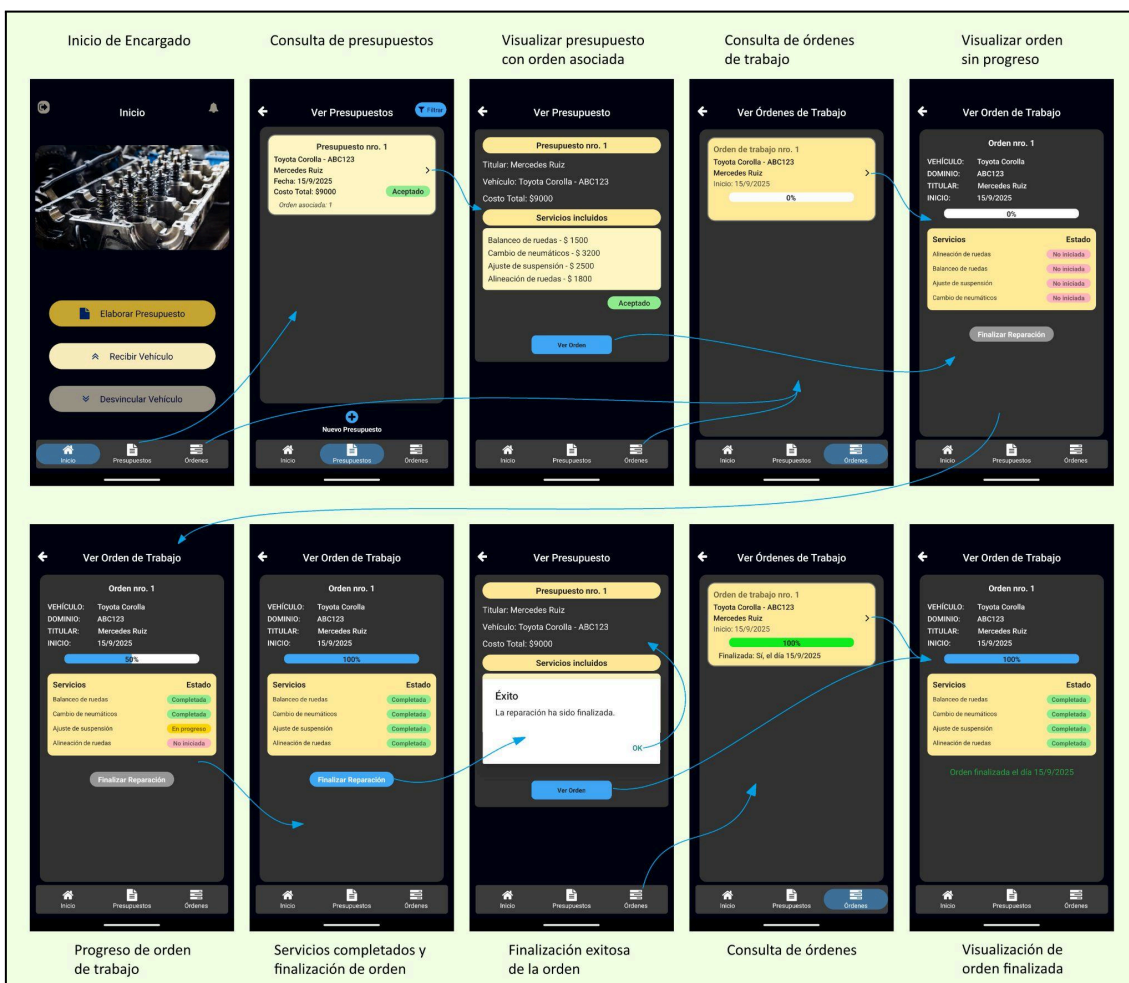 Inicio de Encargado
Consulta de presupuestos
Visualizar presupuesto
con orden asociada
Consulta de órdenes
de trabajo
Visualizar orden
sin progreso
Inicio
Elaborar Presupuesto
Recibir Vehículo
Desvincular Vehículo
Inicio
Presupuestos
Órdenes
Ver Presupuestos
Filtrar
Presupuesto nro. 1
Toyota Corolla - ABC123
Mercedes Ruiz
Fecha: 15/9/2025
Costo Total: $9000
Aceptado
Orden asociada: 1
Nuevo Presupuesto
Inicio
Presupuestos
Órdenes
Ver Presupuesto
Presupuesto nro. 1
Titular: Mercedes Ruiz
Vehículo: Toyota Corolla - ABC123
Costo Total: $9000
Servicios incluidos
Balanceo de ruedas - $ 1500
Cambio de neumáticos - $ 3200
Ajuste de suspensión - $ 2500
Alineación de ruedas - $ 1800
Aceptado
Ver Orden
Inicio
Presupuestos
Órdenes
Ver Órdenes de Trabajo
Orden de trabajo nro. 1
Toyota Corolla - ABC123
Mercedes Ruiz
Inicio: 15/9/2025
0%
Inicio
Presupuestos
Órdenes
Ver Orden de Trabajo
Orden nro. 1
VEHÍCULO: Toyota Corolla
DOMINIO: ABC123
TITULAR: Mercedes Ruiz
INICIO: 15/9/2025
0%
Servicios Estado
Alineación de ruedas No iniciada
Balanceo de ruedas No iniciada
Ajuste de suspensión No iniciada
Cambio de neumáticos No iniciada
Finalizar Reparación
Inicio
Presupuestos
Órdenes
Ver Orden de Trabajo
Orden nro. 1
VEHÍCULO: Toyota Corolla
DOMINIO: ABC123
TITULAR: Mercedes Ruiz
INICIO: 15/9/2025
50%
Servicios Estado
Balanceo de ruedas Completada
Cambio de neumáticos Completada
Ajuste de suspensión En progreso
Alineación de ruedas No iniciada
Finalizar Reparación
Inicio
Presupuestos
Órdenes
Ver Orden de Trabajo
Orden nro. 1
VEHÍCULO: Toyota Corolla
DOMINIO: ABC123
TITULAR: Mercedes Ruiz
INICIO: 15/9/2025
100%
Servicios Estado
Balanceo de ruedas Completada
Cambio de neumáticos Completada
Ajuste de suspensión Completada
Alineación de ruedas Completada
Finalizar Reparación
Inicio
Presupuestos
Órdenes
Ver Presupuesto
Presupuesto nro. 1
Titular: Mercedes Ruiz
Vehículo: Toyota Corolla - ABC123
Costo Total: $9000
Servicios incluidos
Éxito
La reparación ha sido finalizada.
OK
Ver Orden
Inicio
Presupuestos
Órdenes
Ver Órdenes de Trabajo
Orden de trabajo nro. 1
Toyota Corolla - ABC123
Mercedes Ruiz
Inicio: 15/9/2025
100%
Finalizada: Sí, el día 15/9/2025
Inicio
Presupuestos
Órdenes
Ver Orden de Trabajo
Orden nro. 1
VEHÍCULO: Toyota Corolla
DOMINIO: ABC123
TITULAR: Mercedes Ruiz
INICIO: 15/9/2025
100%
Servicios Estado
Balanceo de ruedas Completada
Cambio de neumáticos Completada
Ajuste de suspensión Completada
Alineación de ruedas Completada
Orden finalizada el día 15/9/2025
Inicio
Presupuestos
Órdenes
Progreso de orden
de trabajo
Servicios completados y
finalización de orden
Finalización exitosa
de la orden
Consulta de órdenes
Visualización de
orden finalizada